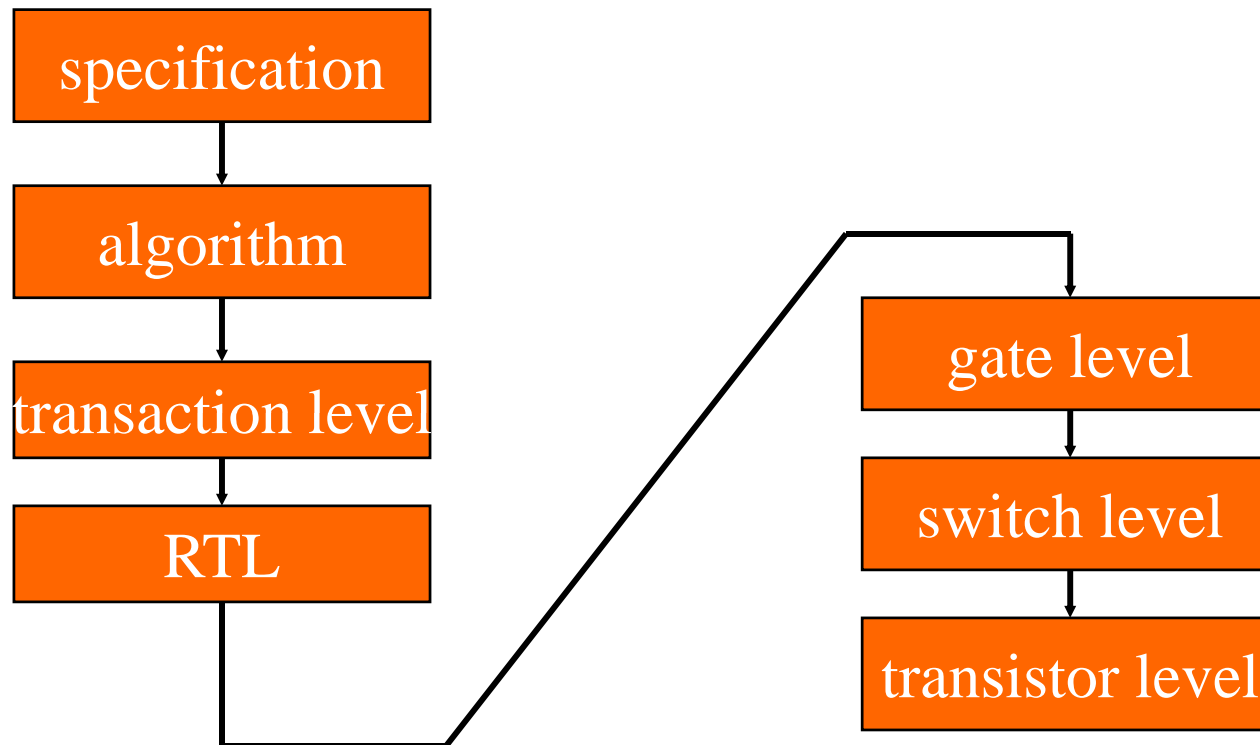 specification
algorithm
transaction level
RTL
gate level
switch level
transistor level